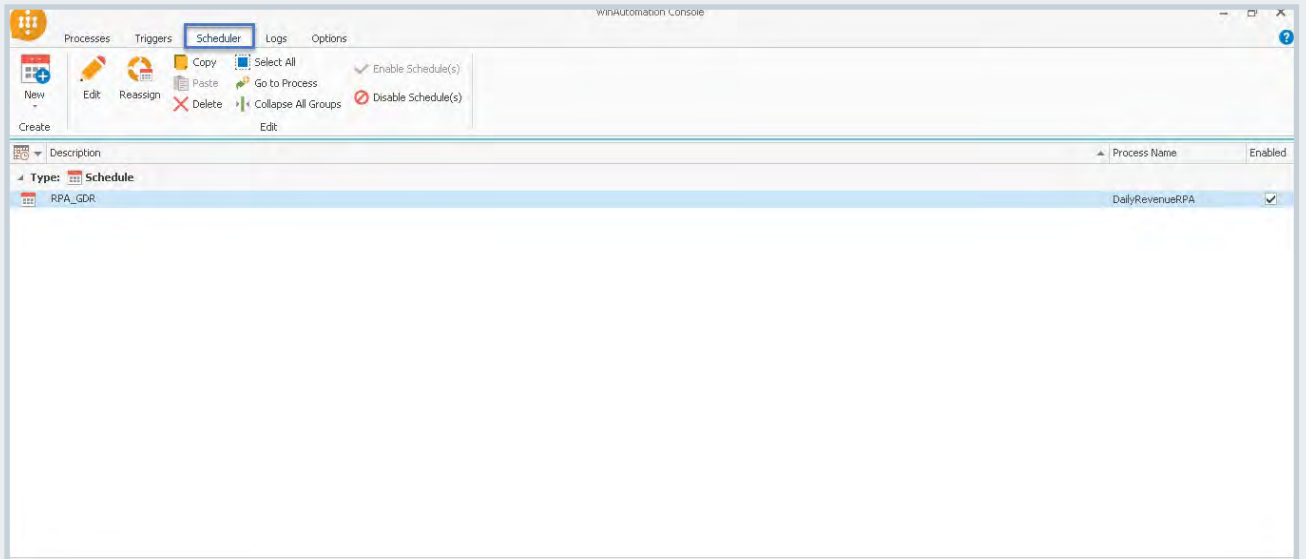 WinAutomation Console
Processes Triggers Scheduler Logs Options
New
Edit
Reassign
Copy
Paste
Delete
Select All
Go to Process
Collapse All Groups
Enable Schedule(s)
Disable Schedule(s)
Create Edit
Description Process Name Enabled
Type: Schedule
RPA_GDR DailyRevenueRPA